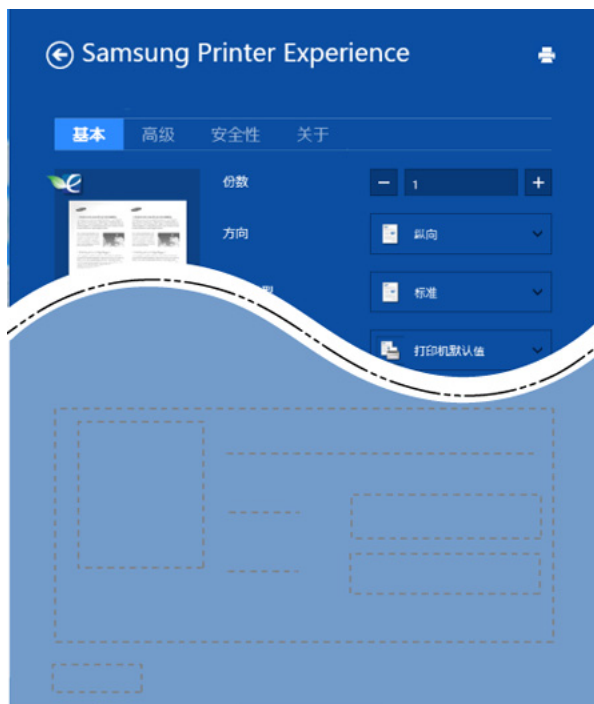 Samsung Printer Experience
基本 高级 安全性 关于
份数 1
方向 纵向
标准
打印机默认值